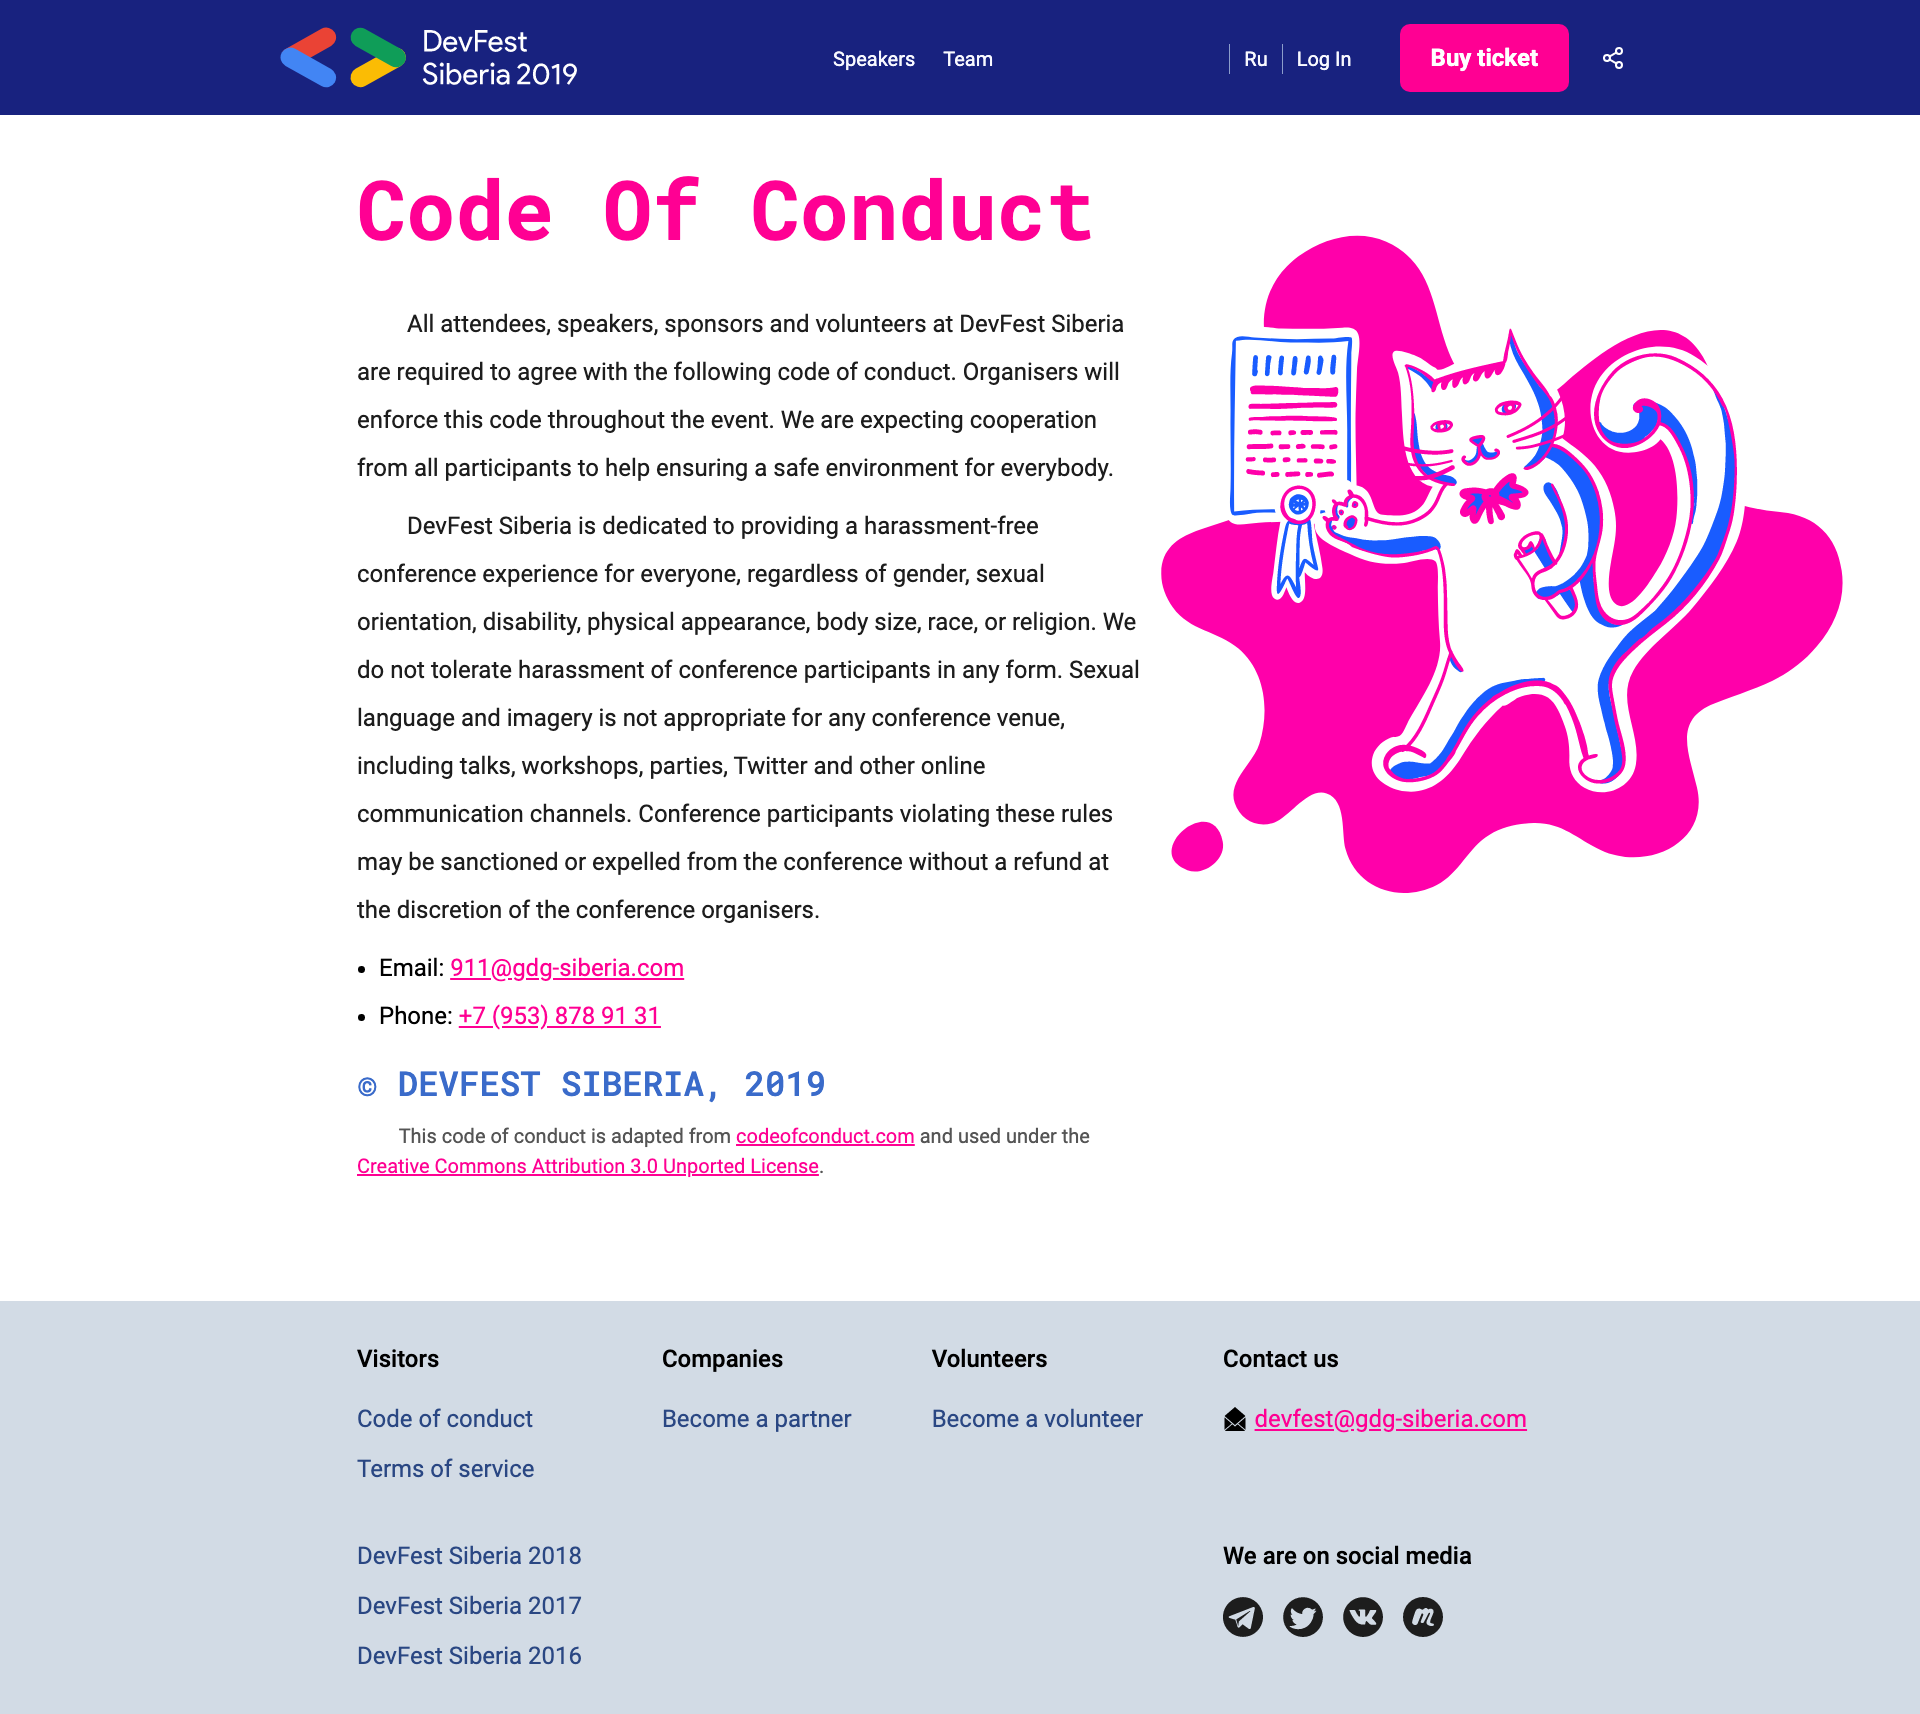 DevFest
Siberia 2019
Speakers Team
Ru Log In
Buy ticket
Code Of Conduct
All attendees, speakers, sponsors and volunteers at DevFest Siberia
are required to agree with the following code of conduct. Organisers will
enforce this code throughout the event. We are expecting cooperation
from all participants to help ensuring a safe environment for everybody.
DevFest Siberia is dedicated to providing a harassment-free
conference experience for everyone, regardless of gender, sexual
orientation, disability, physical appearance, body size, race, or religion. We
do not tolerate harassment of conference participants in any form. Sexual
language and imagery is not appropriate for any conference venue,
including talks, workshops, parties, Twitter and other online
communication channels. Conference participants violating these rules
may be sanctioned or expelled from the conference without a refund at
the discretion of the conference organisers.
• Email: 911@gdg-siberia.com
• Phone: +7 (953) 878 91 31
© DEVFEST SIBERIA, 2019
This code of conduct is adapted from codeofconduct.com and used under the
Creative Commons Attribution 3.0 Unported License.
Visitors
Code of conduct
Terms of service
DevFest Siberia 2018
DevFest Siberia 2017
DevFest Siberia 2016
Companies
Become a partner
Volunteers
Become a volunteer
Contact us
devfest@gdg-siberia.com
We are on social media